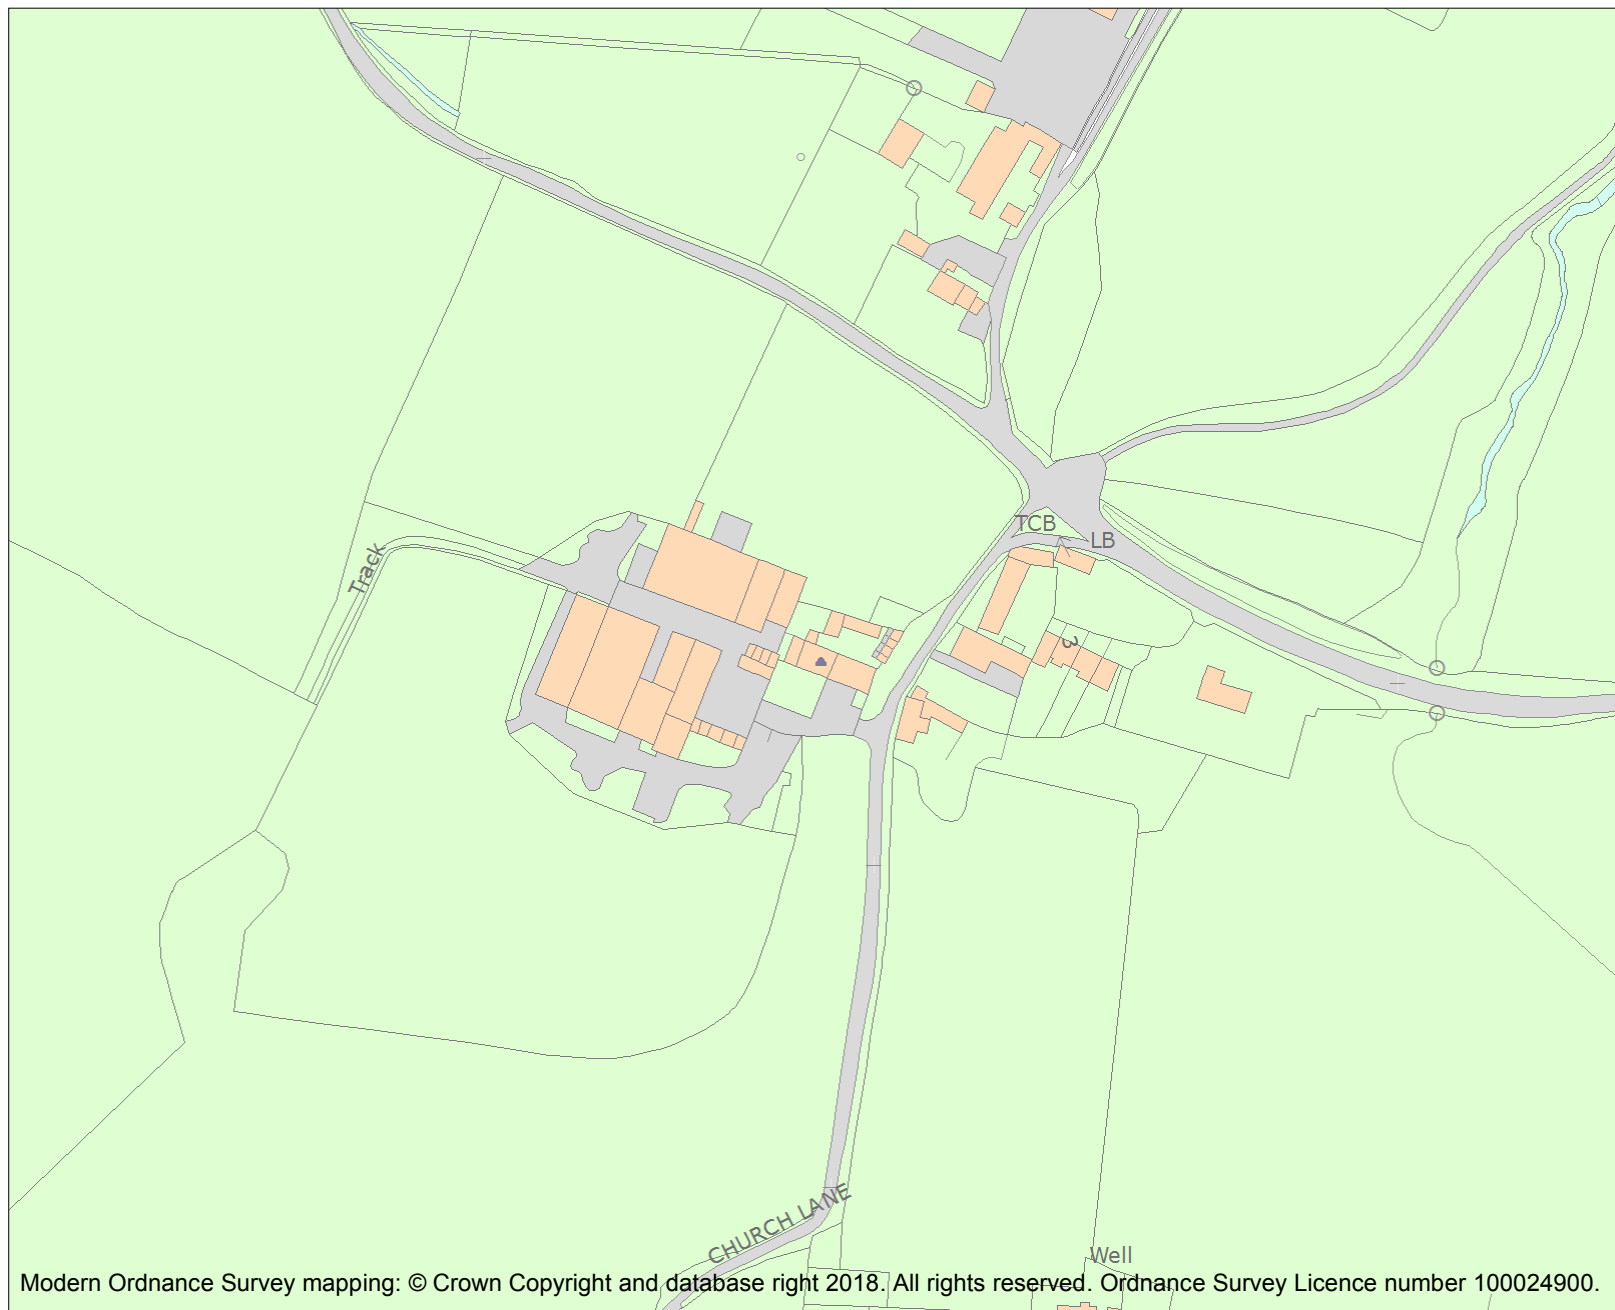 TCB
LB
Track
3
CHURCH LANE
Well
Modern Ordnance Survey mapping: © Crown Copyright and database right 2018. All rights reserved. Ordnance Survey Licence number 100024900.